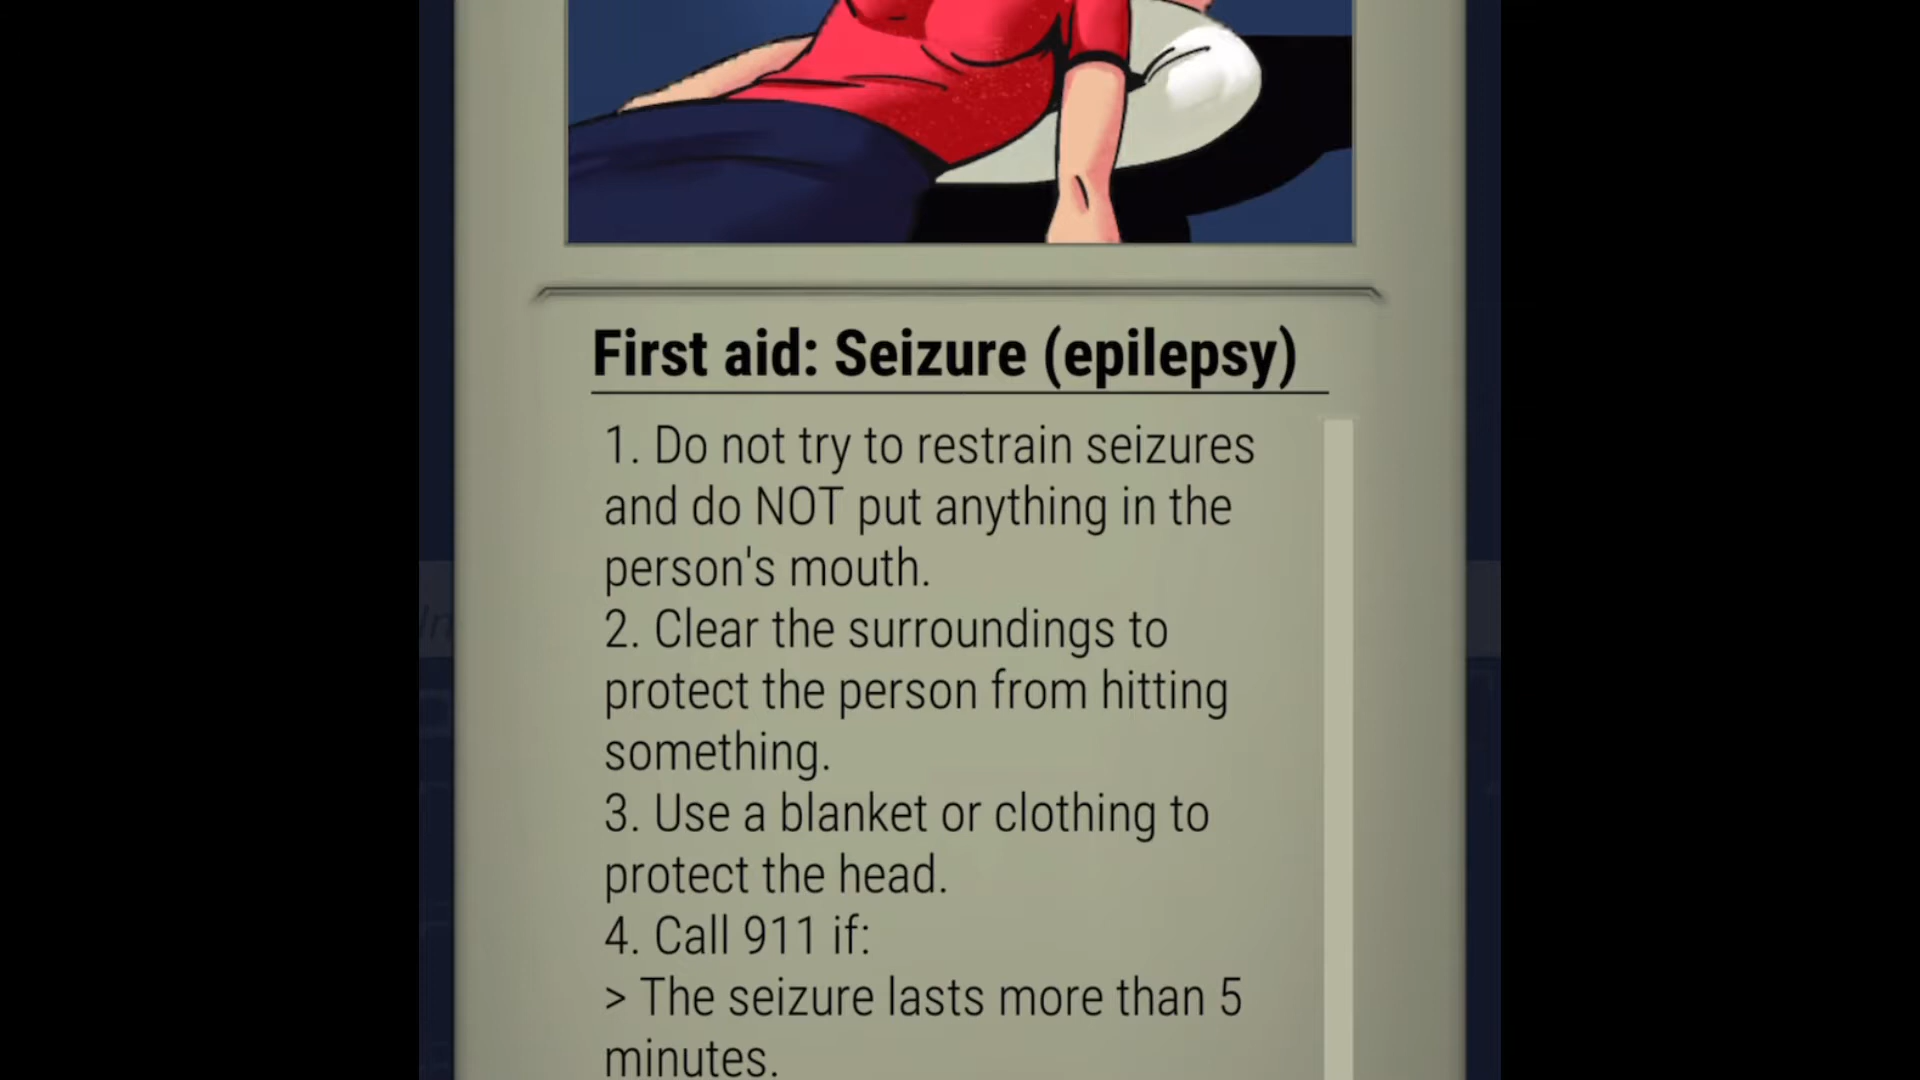 First aid: Seizure (epilepsy)
1. Do not try to restrain seizures
and do NOT put anything in the
person's mouth.
2. Clear the surroundings to
protect the person from hitting
something.
3. Use a blanket or clothing to
protect the head.
4. Call 911 if:
> The seizure lasts more than 5
minutes.